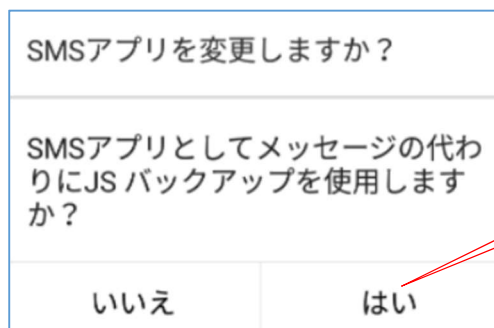 SMSアプリを変更しますか？
SMSアプリとしてメッセージの代わ
りにJS バックアップを使用します
か？
いいえ
はい